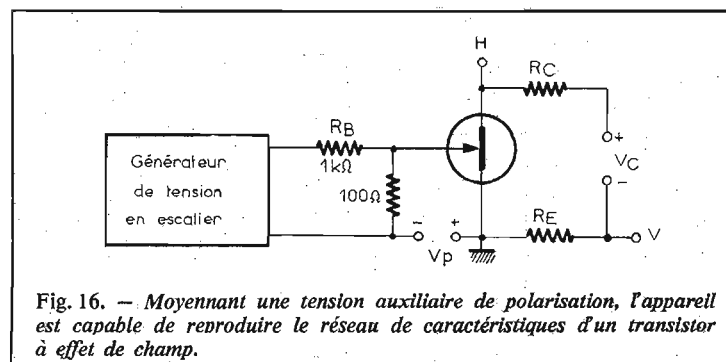 H
RC
RB
1kΩ
Générateur
de tension
en escalier
100Ω
+
VC
-
- +
Vp
RE
V
Fig. 16. — Moyennant une tension auxiliaire de polarisation, l'appareil
est capable de reproduire le réseau de caractéristiques d'un transistor
à effet de champ.